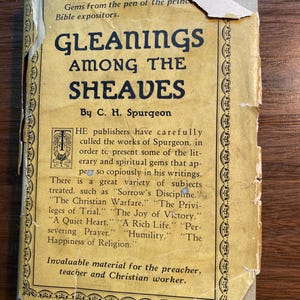 Gems from the pen of the prince
Bible expositors.
GLEANINGS
AMONG THE
SHEAVES
By C. H. Spurgeon
THE publishers have carefully
culled the works of Spurgeon, in
order to present some of the lit-
erary and spiritual gems that ap-
pear so copiously in his writings.
There is a great variety of subjects
treated, such as "Sorrow's Discipline,"
"The Christian Warfare." "The Privi-
leges of Trial," "The Joy of Victory,"
"A Quiet Heart," "A Rich Life," "Per-
severing Prayer." "Humility," "The
Happiness of Religion."
Invaluable material for the preacher,
teacher and Christian worker.